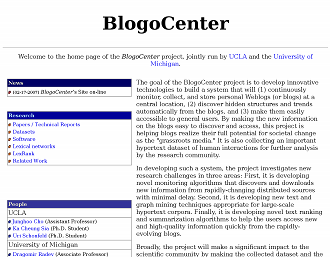 BlogoCenter
Welcome to the home page of the BlogoCenter project, jointly run by UCLA and the University of
Michigan.
News
(02-17-2007) BlogoCenter's Site on-line
Research
Papers / Technical Reports
Datasets
Software
Lexical networks
LexRank
Related Work
People
UCLA
Junghoo Cho (Assistant Professor)
Ka Cheung Sia (Ph.D. Student)
Uri Schonfeld (Ph.D. Student)
University of Michigan
Dragomir Radev (Associate Professor)
The goal of the BlogoCenter project is to develop innovative
technologies to build a system that will (1) continuously
monitor, collect, and store personal Weblogs (or blogs) at a
central location, (2) discover hidden structures and trends
automatically from the blogs, and (3) make them easily
accessible to general users. By making the new information
on the blogs easy to discover and access, this project is
helping blogs realize their full potential for societal change
as the "grassroots media." It is also collecting an important
hypertext dataset of human interactions for further analysis
by the research community.
In developing such a system, the project investigates new
research challenges in three areas: First, it is developing
novel monitoring algorithms that discovers and downloads
new information from rapidly-changing distributed sources
with minimal delay. Second, it is developing new text and
graph mining techniques appropriate for large-scale
hypertext corpora. Finally, it is developing novel text ranking
and summarization algorithms to help the users access new
and high-quality information quickly from the rapidly-
evolving blogs.
Broadly, the project will make a significant impact to the
scientific community by making the collected dataset and the